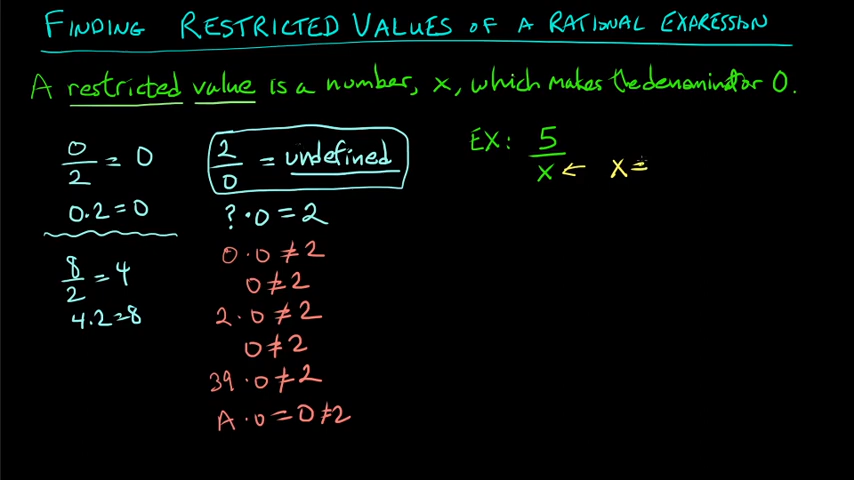 FINDING RESTRICTED VALUES OF A RATIONAL EXPRESSION
A restricted value is a number, x, which makes the denominator 0.
0/2 = 0
0·2=0
8/2 = 4
4·2=8
2/0 = undefined
?·0=2
0·0≠2
0≠2
2·0≠2
0≠2
39·0≠2
A·0=0≠2
EX: 5/x ← x=